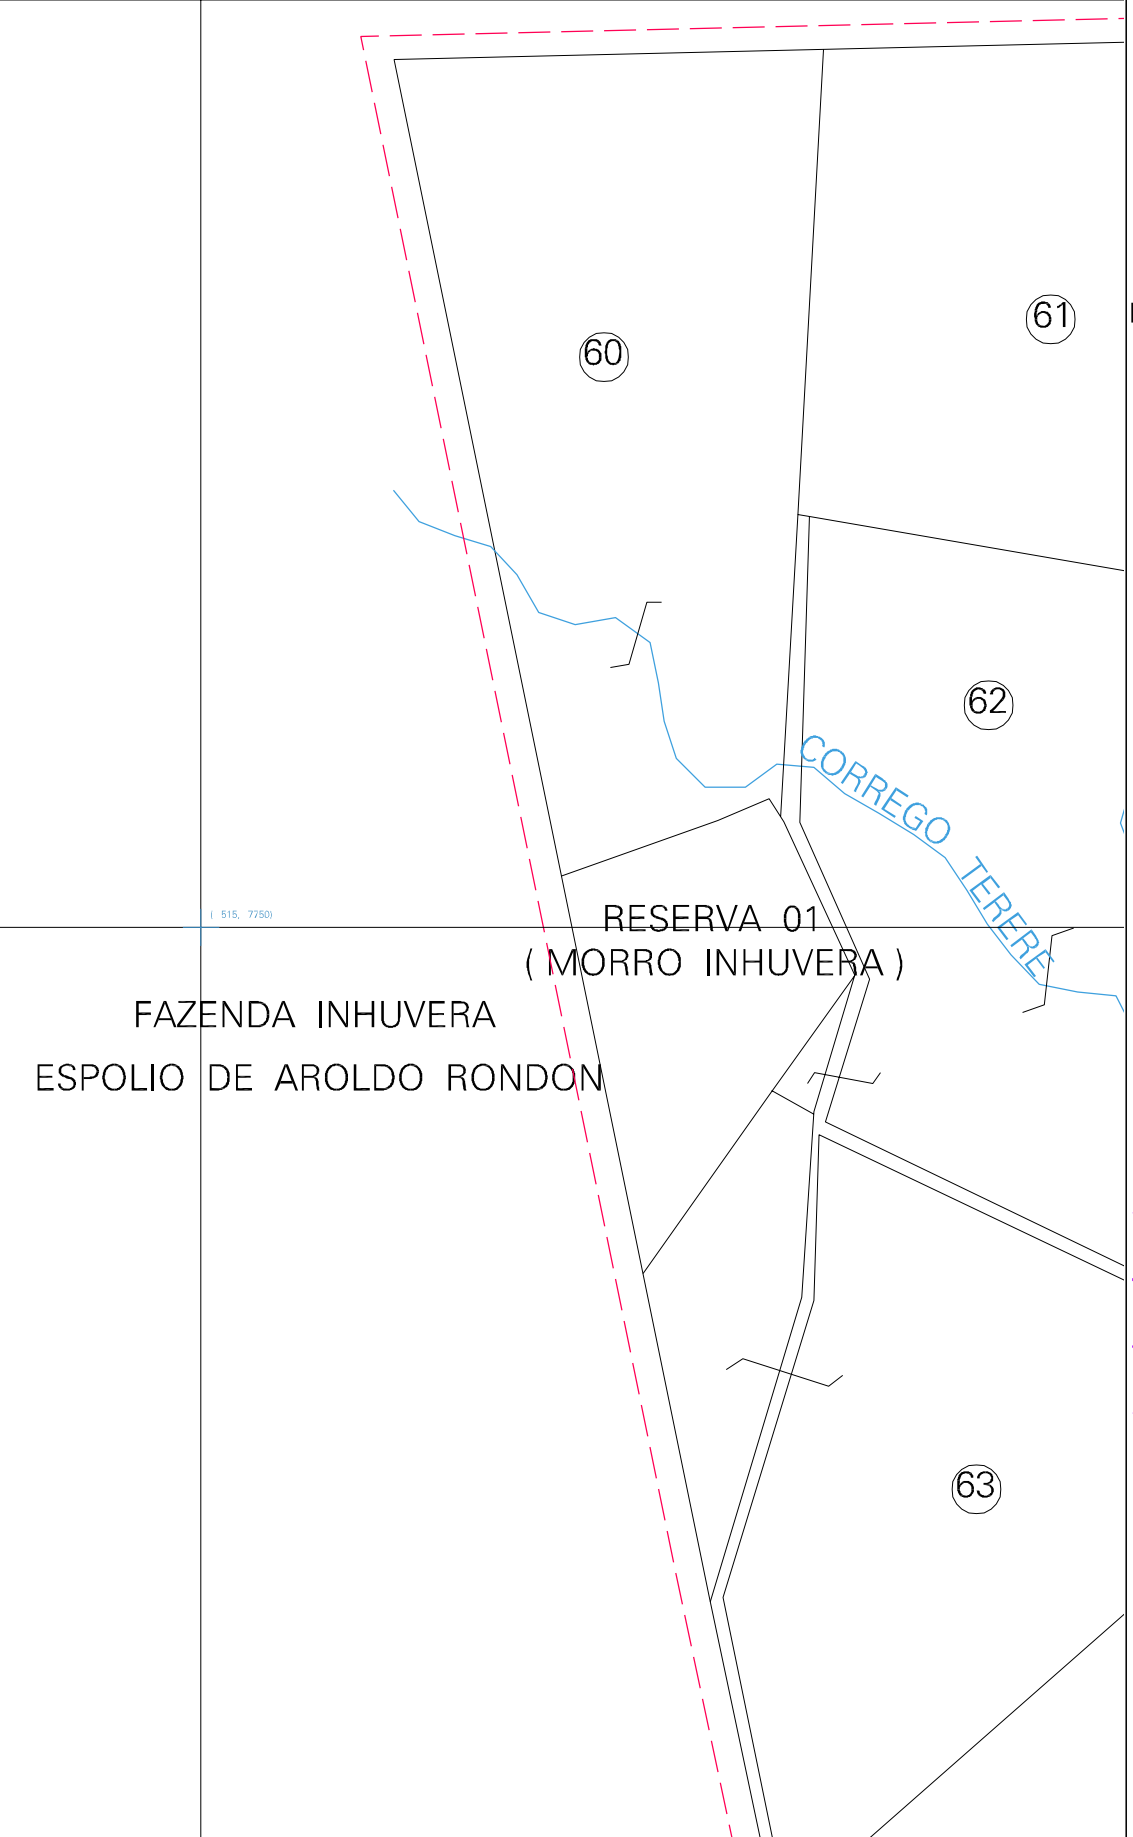 61
60
62
CORREGO TERERE
( 515, 7750)
RESERVA 01
( MORRO INHUVERA )
FAZENDA INHUVERA
ESPOLIO DE AROLDO RONDON
63